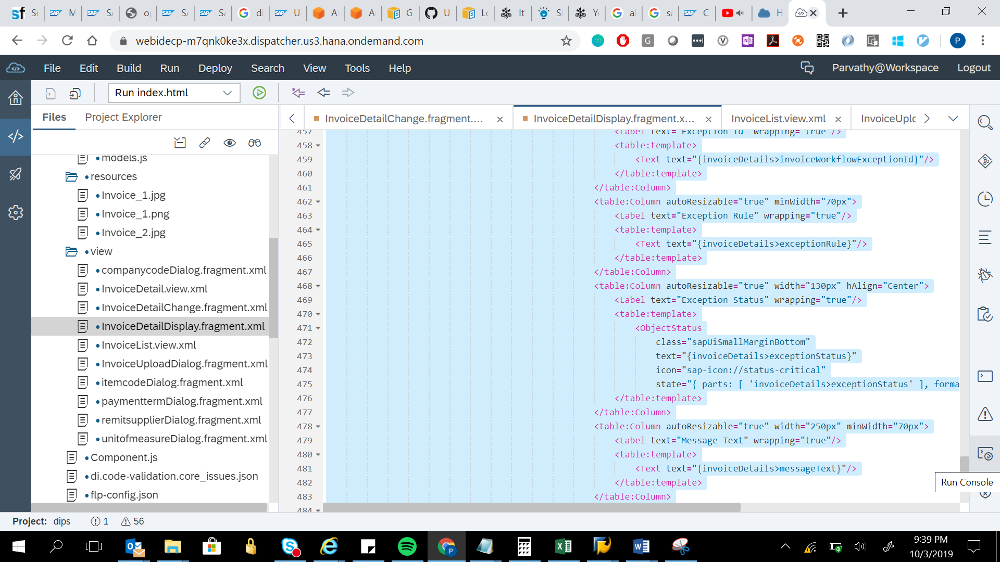 Su
M
SA
op
SA
SA
di
U
A
A
G
U
Lo
It'
Si
Yo
al
sa
C
H
webidecp-m7qnk0ke3x.dispatcher.us3.hana.ondemand.com
File Edit Build Run Deploy Search View Tools Help
Parvathy@Workspace Logout
Run index.html
Files Project Explorer
InvoiceDetailChange.fragment....
InvoiceDetailDisplay.fragment.x...
InvoiceList.view.xml
InvoiceUplo
models.js
resources
Invoice_1.jpg
Invoice_1.png
Invoice_2.jpg
view
companycodeDialog.fragment.xml
InvoiceDetail.view.xml
InvoiceDetailChange.fragment.xml
InvoiceDetailDisplay.fragment.xml
InvoiceList.view.xml
InvoiceUploadDialog.fragment.xml
itemcodeDialog.fragment.xml
paymenttermDialog.fragment.xml
remitsupplierDialog.fragment.xml
unitofmeasureDialog.fragment.xml
Component.js
di.code-validation.core_issues.json
flp-config.json
457 <Label text="Exception Id" wrapping="true"/>
458 <table:template>
459 <Text text="{invoiceDetails>invoiceWorkflowExceptionId}"/>
460 </table:template>
461 </table:Column>
462 <table:Column autoResizable="true" minWidth="70px">
463 <Label text="Exception Rule" wrapping="true"/>
464 <table:template>
465 <Text text="{invoiceDetails>exceptionRule}"/>
466 </table:template>
467 </table:Column>
468 <table:Column autoResizable="true" width="130px" hAlign="Center">
469 <Label text="Exception Status" wrapping="true"/>
470 <table:template>
471 <ObjectStatus
472 class="sapUiSmallMarginBottom"
473 text="{invoiceDetails>exceptionStatus}"
474 icon="sap-icon://status-critical"
475 state="{ parts: [ 'invoiceDetails>exceptionStatus' ], forma
476 </table:template>
477 </table:Column>
478 <table:Column autoResizable="true" width="250px" minWidth="70px">
479 <Label text="Message Text" wrapping="true"/>
480 <table:template>
481 <Text text="{invoiceDetails>messageText}"/>
482 </table:template>
483 </table:Column>
484
Run Console
Project: dips 1 56
9:39 PM
10/3/2019